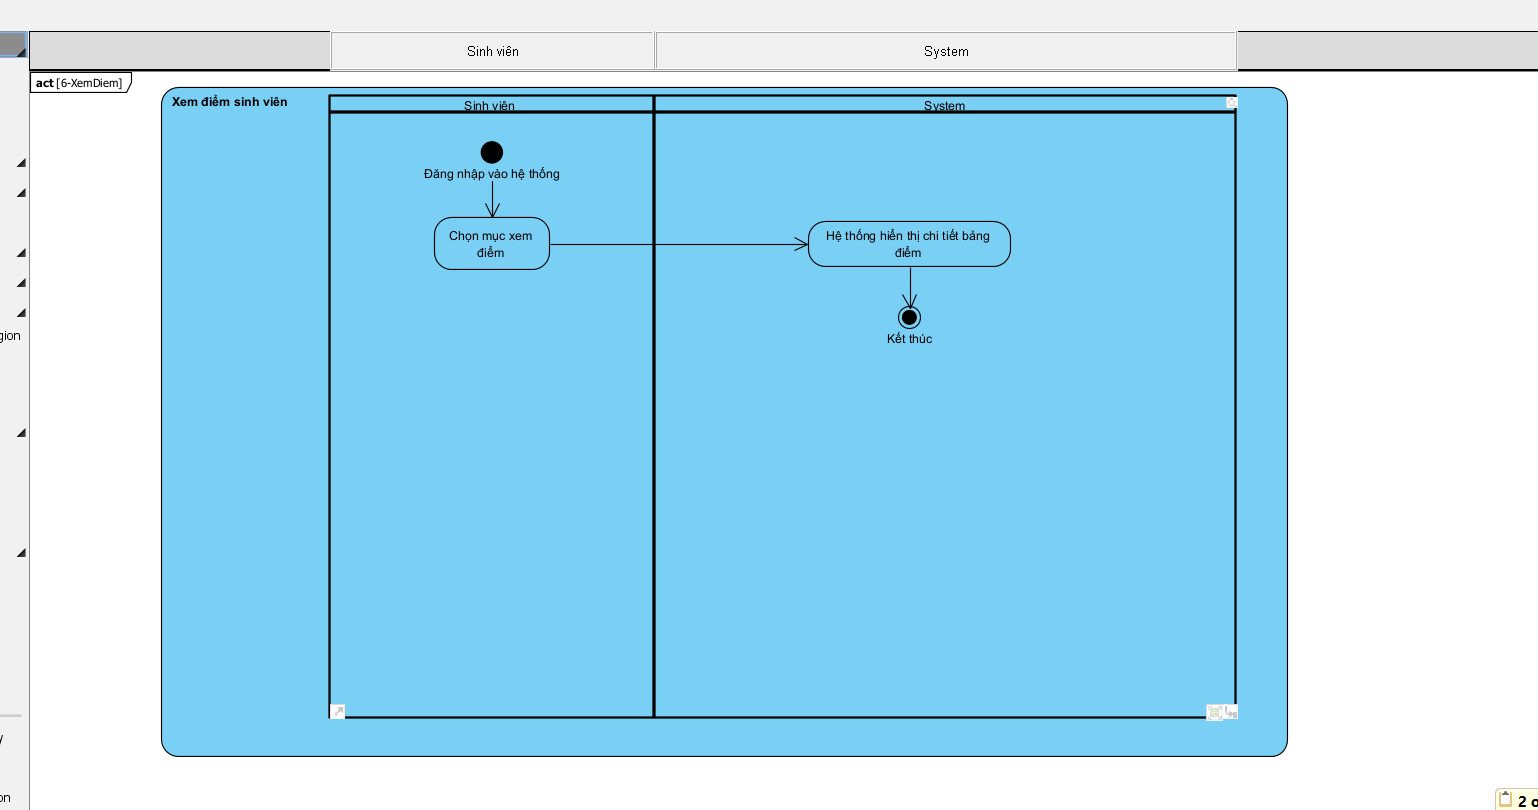 Sinh viên
System
act [6-XemDiem]
Xem điểm sinh viên
Sinh viên
System
Đăng nhập vào hệ thống
Chọn mục xem
điểm
Hệ thống hiển thị chi tiết bảng
điểm
Kết thúc
gion
on
2